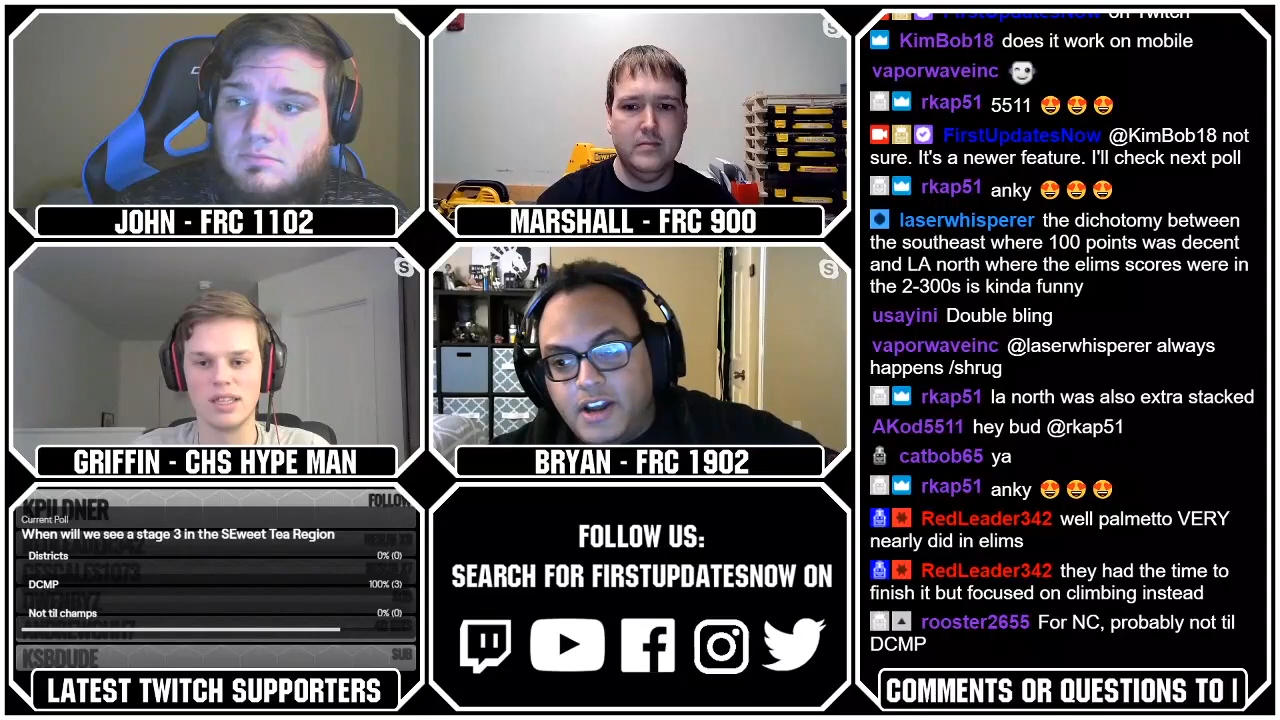 JOHN - FRC 1102
MARSHALL - FRC 900
GRIFFIN - CHS HYPE MAN
BRYAN - FRC 1902
KPILDNER
FOLLOW
Current Poll
When will we see a stage 3 in the SEweet Tea Region
Districts 0% (0)
DCMP 100% (3)
Not til champs 0% (0)
KSBDUDE SUB
LATEST TWITCH SUPPORTERS
FOLLOW US:
SEARCH FOR FIRSTUPDATESNOW ON
FirstUpdatesNow on Twitch
KimBob18 does it work on mobile
vaporwaveinc
rkap51 5511 😍 😍 😍
FirstUpdatesNow @KimBob18 not
sure. It's a newer feature. I'll check next poll
rkap51 anky 😍 😍 😍
laserwhisperer the dichotomy between
the southeast where 100 points was decent
and LA north where the elims scores were in
the 2-300s is kinda funny
usayini Double bling
vaporwaveinc @laserwhisperer always
happens /shrug
rkap51 la north was also extra stacked
AKod5511 hey bud @rkap51
catbob65 ya
rkap51 anky 😍 😍 😍
RedLeader342 well palmetto VERY
nearly did in elims
RedLeader342 they had the time to
finish it but focused on climbing instead
rooster2655 For NC, probably not til
DCMP
COMMENTS OR QUESTIONS TO